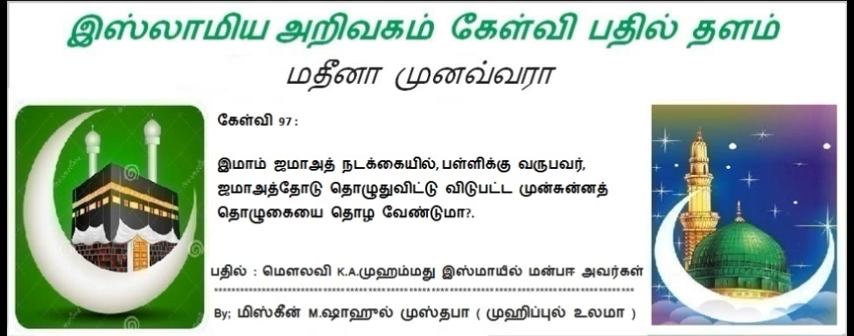 இஸ்லாமிய அறிவகம் கேள்வி பதில் தளம்
மதீனா முனவ்வரா
கேள்வி 97 :
இமாம் ஜமாஅத் நடக்கையில், பள்ளிக்கு வருபவர்,
ஜமாஅத்தோடு தொழுதுவிட்டு விடுபட்ட முன்சுன்னத்
தொழுகையை தொழ வேண்டுமா?.
பதில் : மௌலவி K.A.முஹம்மது இஸ்மாயீல் மன்பஈ அவர்கள்
By; மிஸ்கீன் M.ஷாஹுல் முஸ்தபா ( முஹிப்புல் உலமா )